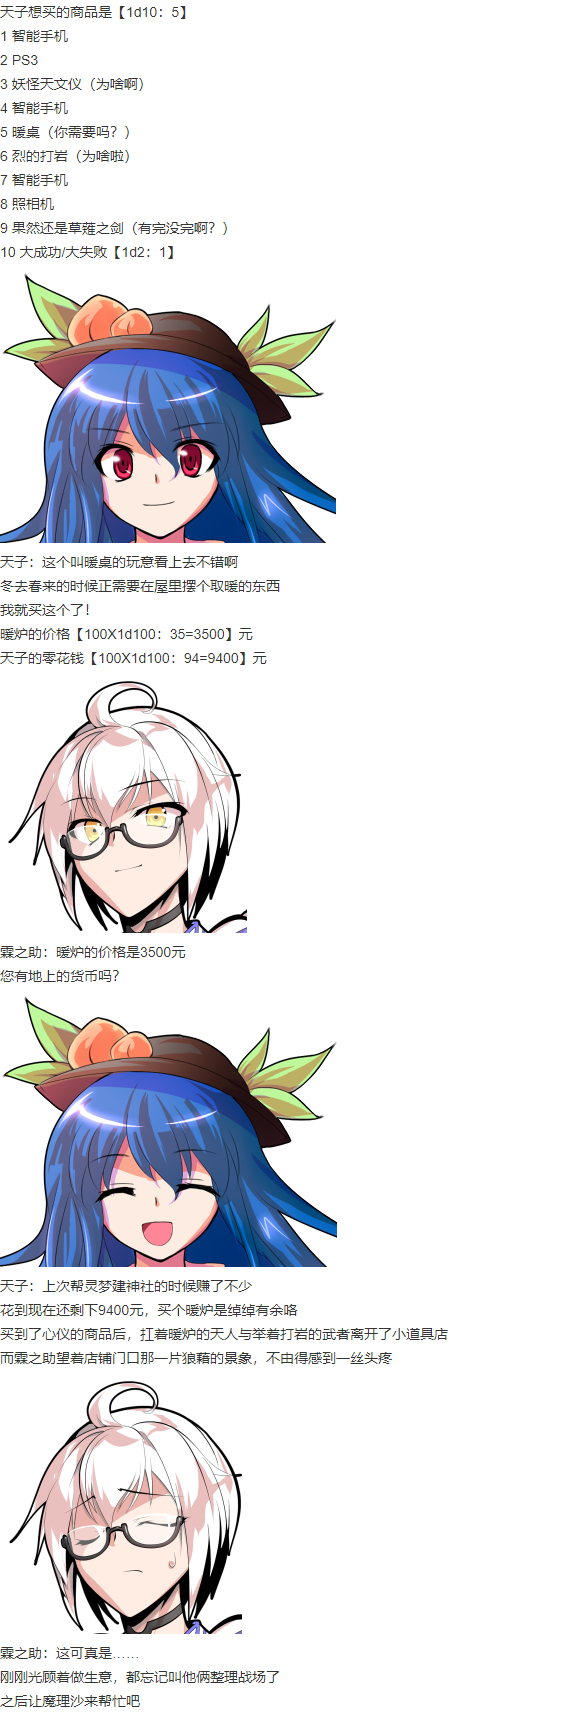 天子想买的商品是【1d10：5】
1 智能手机
2 PS3
3 妖怪天文仪（为啥啊）
4 智能手机
5 暖桌（你需要吗？）
6 烈的打岩（为啥啦）
7 智能手机
8 照相机
9 果然还是草薙之剑（有完没完啊？）
10 大成功/大失败【1d2：1】
天子：这个叫暖桌的玩意看上去不错啊
冬去春来的时候正需要在屋里摆个取暖的东西
我就买这个了！
暖炉的价格【100X1d100：35=3500】元
天子的零花钱【100X1d100：94=9400】元
霖之助：暖炉的价格是3500元
您有地上的货币吗？
天子：上次帮灵梦建神社的时候赚了不少
花到现在还剩下9400元，买个暖炉是绰绰有余咯
买到了心仪的商品后，扛着暖炉的天人与举着打岩的武者离开了小道具店
而霖之助望着店铺门口那一片狼藉的景象，不由得感到一丝头疼
霖之助：这可真是……
刚刚光顾着做生意，都忘记叫他俩整理战场了
之后让魔理沙来帮忙吧